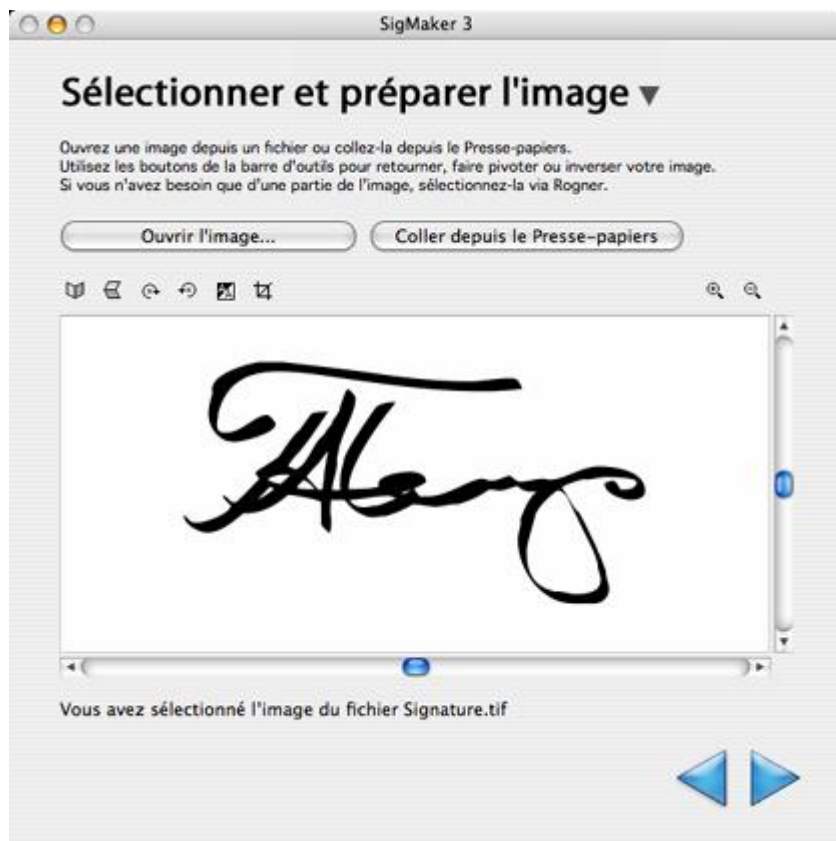 SigMaker 3
Sélectionner et préparer l'image
Ouvrez une image depuis un fichier ou collez-la depuis le Presse-papiers.
Utilisez les boutons de la barre d'outils pour retourner, faire pivoter ou inverser votre image.
Si vous n'avez besoin que d'une partie de l'image, sélectionnez-la via Rogner.
Ouvrir l'image... Coller depuis le Presse-papiers
Vous avez sélectionné l'image du fichier Signature.tif